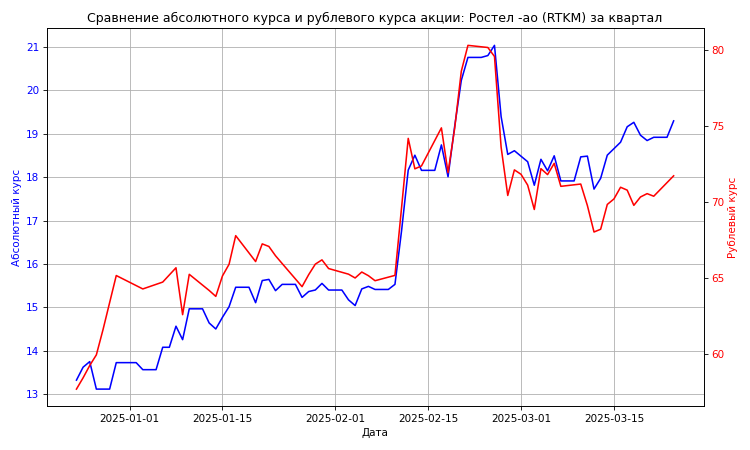 Сравнение абсолютного курса и рублевого курса акции: Ростел -ао (RTKM) за квартал
21
20
19
18
17
16
15
14
13
Абсолютный курс
80
75
70
65
60
Рублевый курс
2025-01-01 2025-01-15 2025-02-01 2025-02-15 2025-03-01 2025-03-15
Дата